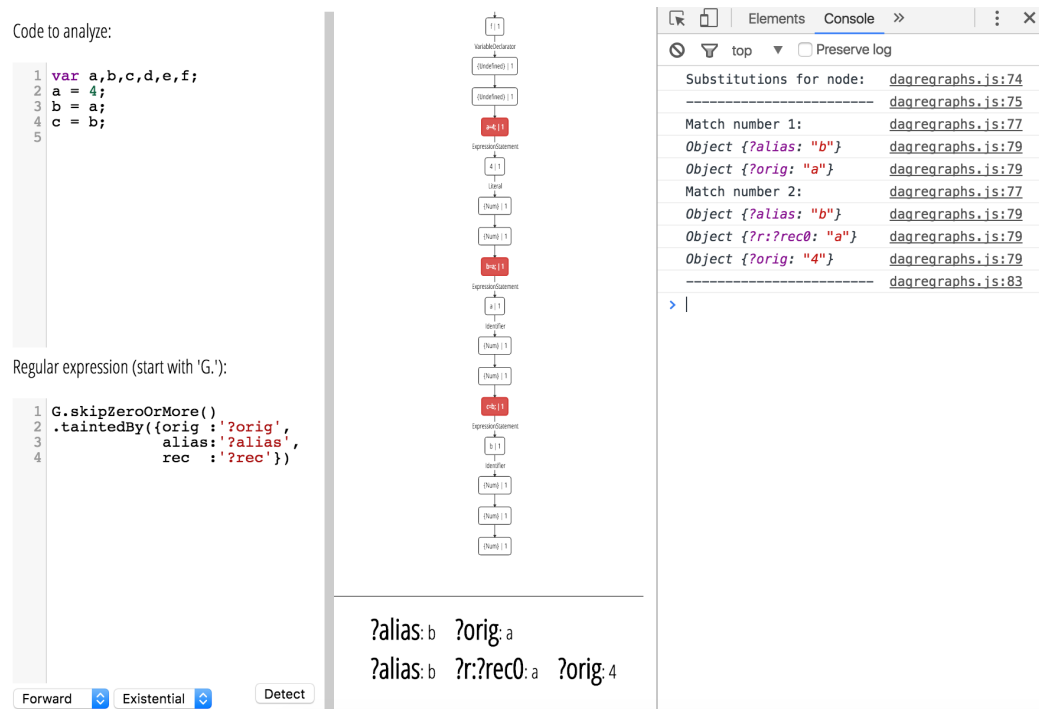 Code to analyze:
1 var a,b,c,d,e,f;
2 a = 4;
3 b = a;
4 c = b;
5
Regular expression (start with 'G.'):
1 G.skipZeroOrMore()
2 .taintedBy({orig :'?orig',
3 alias:'?alias',
4 rec :'?rec'})
Forward Existential Detect
f | 1
VariableDeclarator
{Undefined} | 1
{Undefined} | 1
a=4; | 1
ExpressionStatement
4 | 1
Literal
{Num} | 1
{Num} | 1
b=a; | 1
ExpressionStatement
a | 1
Identifier
{Num} | 1
{Num} | 1
c=b; | 1
ExpressionStatement
b | 1
Identifier
{Num} | 1
{Num} | 1
{Num} | 1
?alias: b ?orig: a
?alias: b ?r:?rec0: a ?orig: 4
Elements Console »
top Preserve log
Substitutions for node: dagregraphs.js:74
------------------------ dagregraphs.js:75
Match number 1: dagregraphs.js:77
Object {?alias: "b"} dagregraphs.js:79
Object {?orig: "a"} dagregraphs.js:79
Match number 2: dagregraphs.js:77
Object {?alias: "b"} dagregraphs.js:79
Object {?r:?rec0: "a"} dagregraphs.js:79
Object {?orig: "4"} dagregraphs.js:79
------------------------ dagregraphs.js:83
>